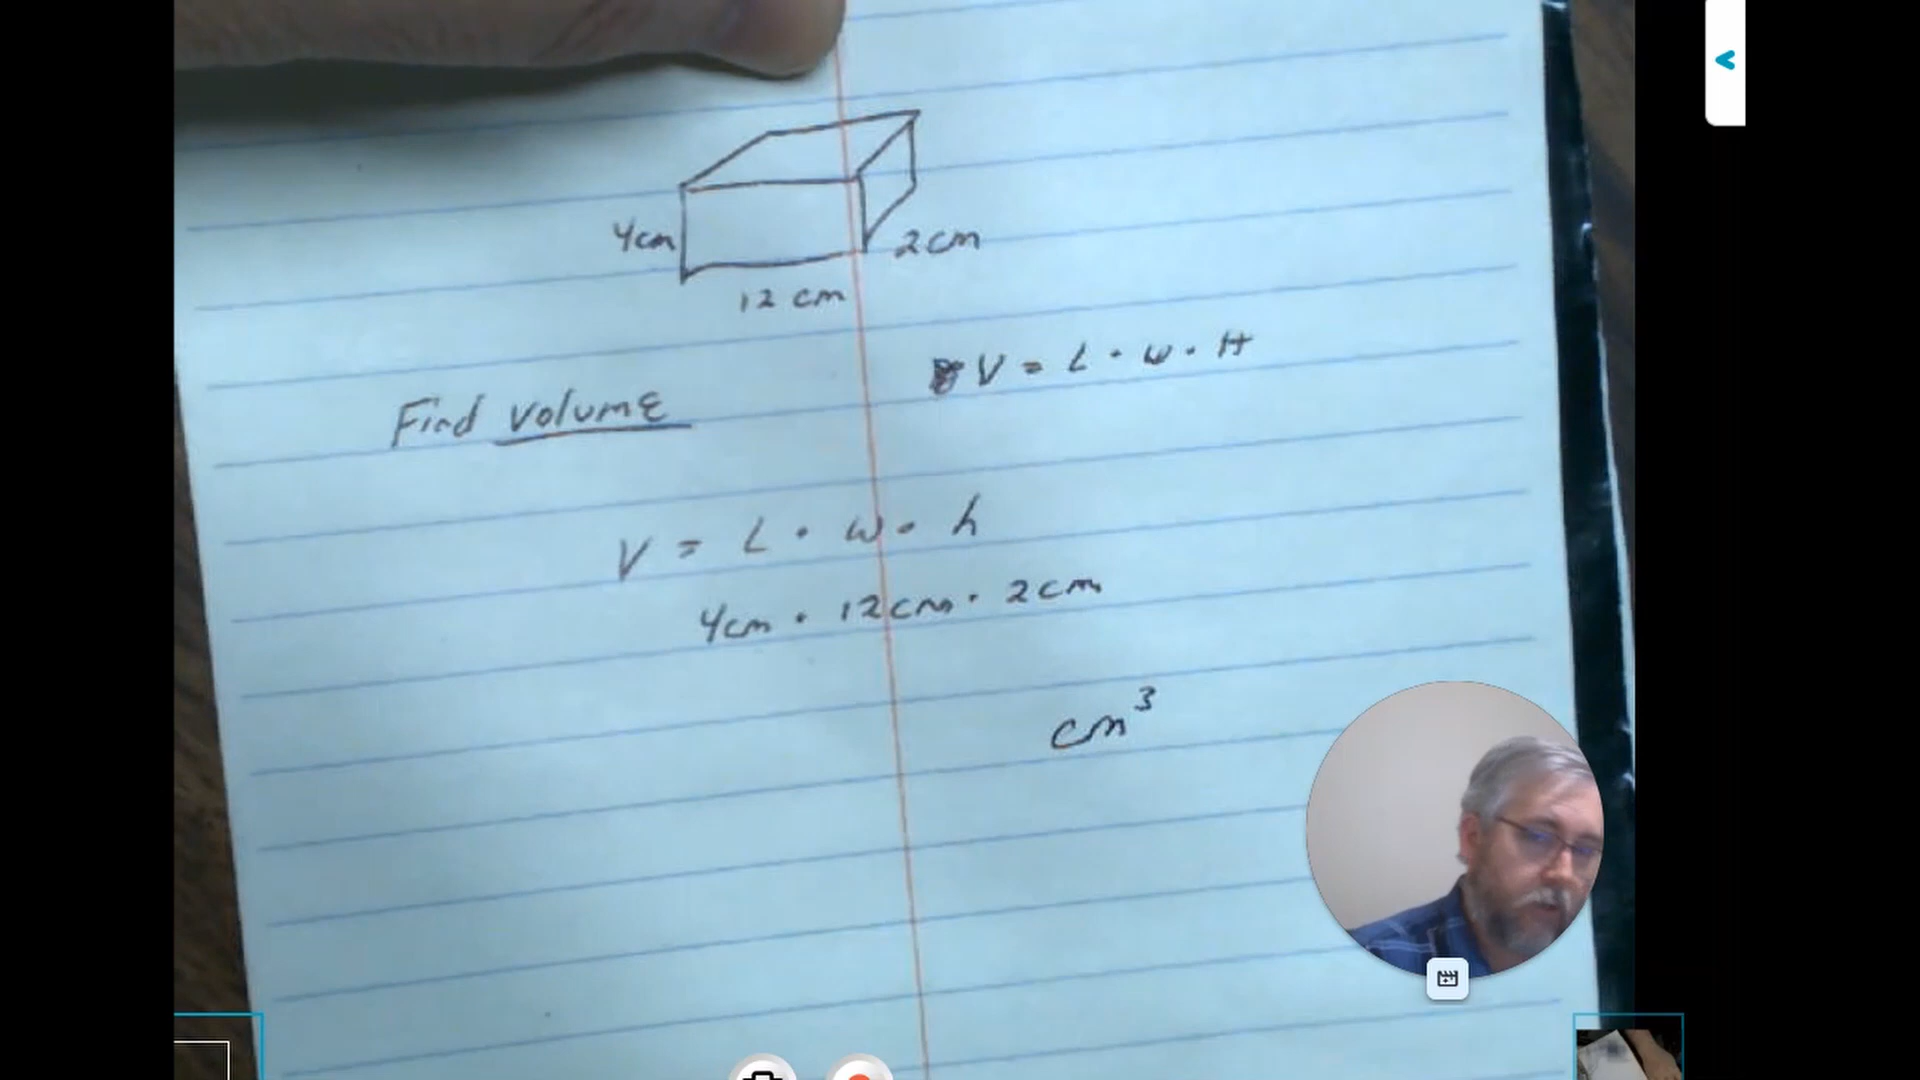 4cm
2cm
12 cm
V = L · w · H
Find volume
V = L · w · h
4cm · 12cm · 2cm
cm³